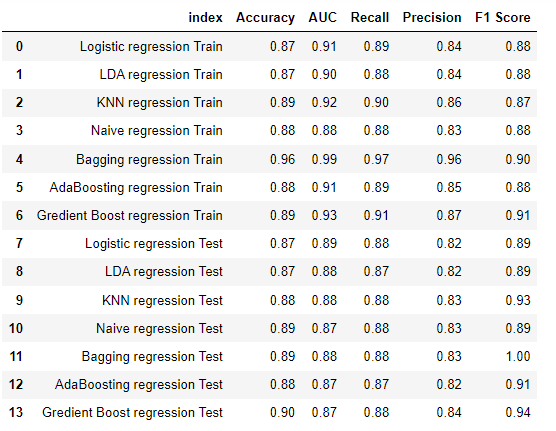 index Accuracy AUC Recall Precision F1 Score
0 Logistic regression Train 0.87 0.91 0.89 0.84 0.88
1 LDA regression Train 0.87 0.90 0.88 0.84 0.88
2 KNN regression Train 0.89 0.92 0.90 0.86 0.87
3 Naive regression Train 0.88 0.88 0.88 0.83 0.88
4 Bagging regression Train 0.96 0.99 0.97 0.96 0.90
5 AdaBoosting regression Train 0.88 0.91 0.89 0.85 0.88
6 Gredient Boost regression Train 0.89 0.93 0.91 0.87 0.91
7 Logistic regression Test 0.87 0.89 0.88 0.82 0.89
8 LDA regression Test 0.87 0.88 0.87 0.82 0.89
9 KNN regression Test 0.88 0.88 0.88 0.83 0.93
10 Naive regression Test 0.89 0.87 0.88 0.83 0.89
11 Bagging regression Test 0.89 0.88 0.88 0.83 1.00
12 AdaBoosting regression Test 0.88 0.87 0.87 0.82 0.91
13 Gredient Boost regression Test 0.90 0.87 0.88 0.84 0.94